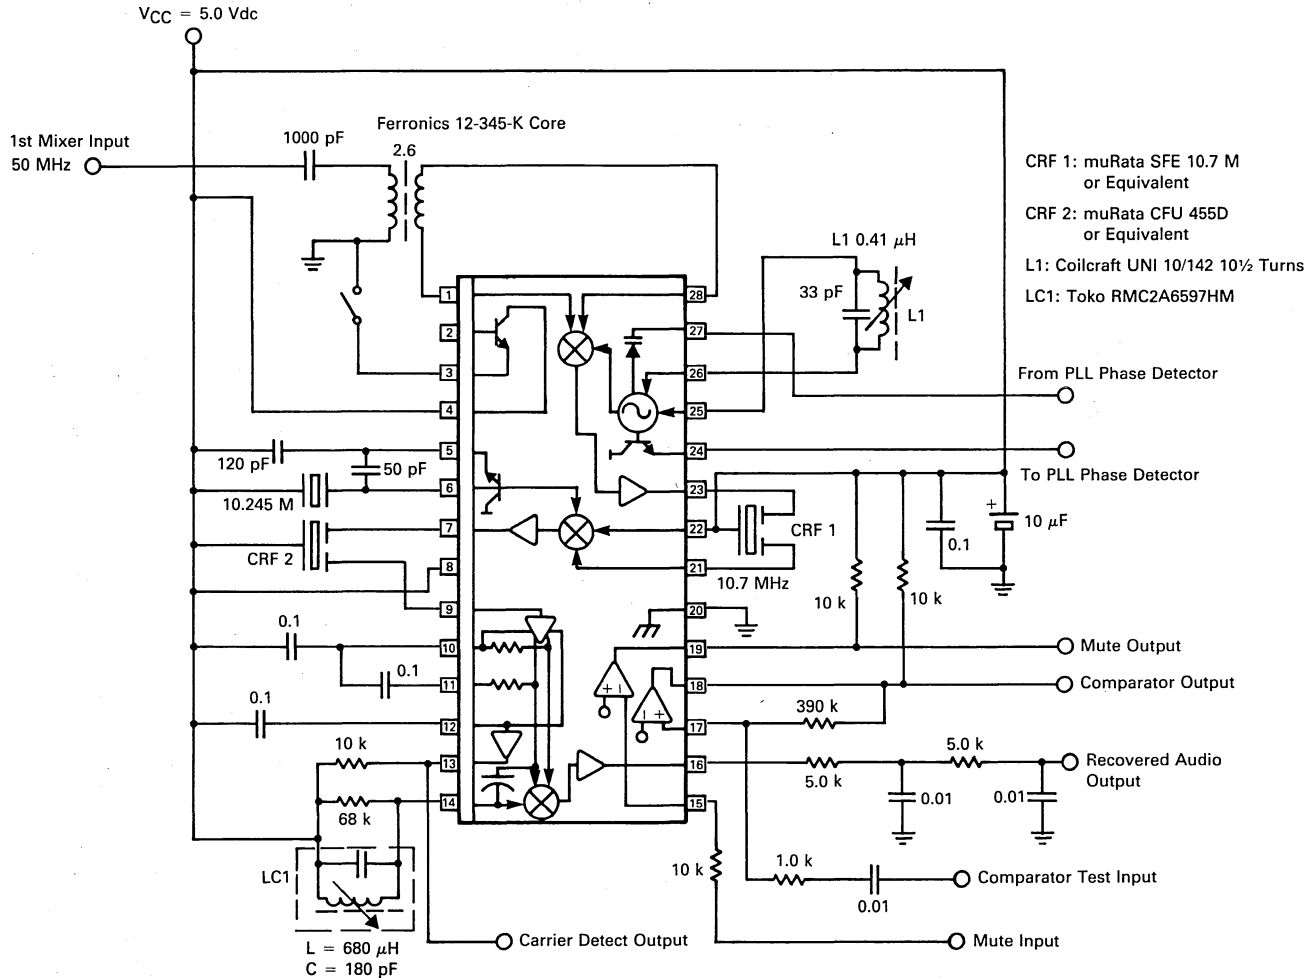 VCC = 5.0 Vdc
1st Mixer Input
50 MHz
1000 pF
Ferronics 12-345-K Core
2.6
CRF 1: muRata SFE 10.7 M
or Equivalent
CRF 2: muRata CFU 455D
or Equivalent
L1: Coilcraft UNI 10/142 10½ Turns
LC1: Toko RMC2A6597HM
L1 0.41 μH
33 pF
L1
1
2
3
4
5
6
7
8
9
10
11
12
13
14
28
27
26
25
24
23
22
21
20
19
18
17
16
15
From PLL Phase Detector
To PLL Phase Detector
120 pF
50 pF
10.245 M
CRF 2
CRF 1
10.7 MHz
+
10 μF
0.1
10 k
10 k
0.1
0.1
0.1
+ −
− +
Mute Output
Comparator Output
390 k
10 k
68 k
5.0 k
5.0 k
Recovered Audio
Output
0.01
0.01
LC1
10 k
1.0 k
0.01
Comparator Test Input
Carrier Detect Output
Mute Input
L = 680 μH
C = 180 pF